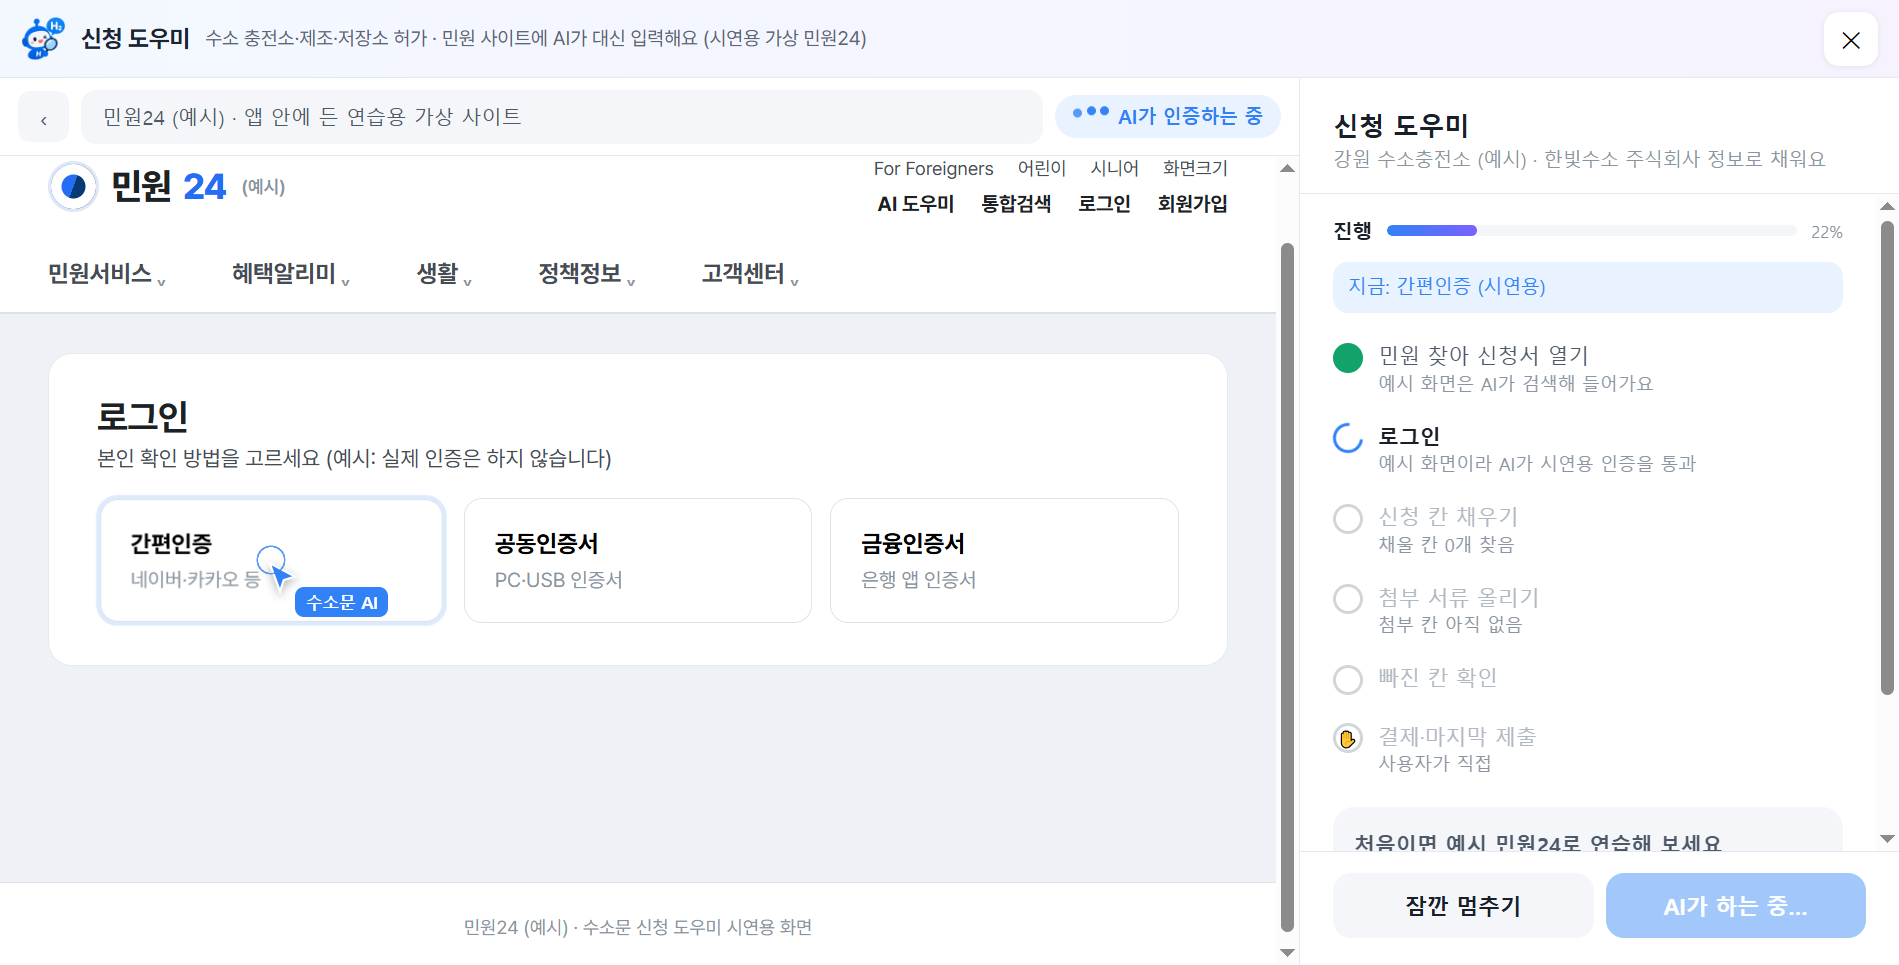 신청 도우미 수소 충전소·제조·저장소 허가 · 민원 사이트에 AI가 대신 입력해요 (시연용 가상 민원24)
민원24 (예시) · 앱 안에 든 연습용 가상 사이트
AI가 인증하는 중
민원 24 (예시)
For Foreigners 어린이 시니어 화면크기
AI 도우미 통합검색 로그인 회원가입
민원서비스 혜택알리미 생활 정책정보 고객센터
로그인
본인 확인 방법을 고르세요 (예시: 실제 인증은 하지 않습니다)
간편인증
네이버·카카오 등
수소문 AI
공동인증서
PC·USB 인증서
금융인증서
은행 앱 인증서
민원24 (예시) · 수소문 신청 도우미 시연용 화면
신청 도우미
강원 수소충전소 (예시) · 한빛수소 주식회사 정보로 채워요
진행 22%
지금: 간편인증 (시연용)
민원 찾아 신청서 열기
예시 화면은 AI가 검색해 들어가요
로그인
예시 화면이라 AI가 시연용 인증을 통과
신청 칸 채우기
채울 칸 0개 찾음
첨부 서류 올리기
첨부 칸 아직 없음
빠진 칸 확인
결제·마지막 제출
사용자가 직접
처음이면 예시 민원24로 연습해 보세요
잠깐 멈추기
AI가 하는 중...